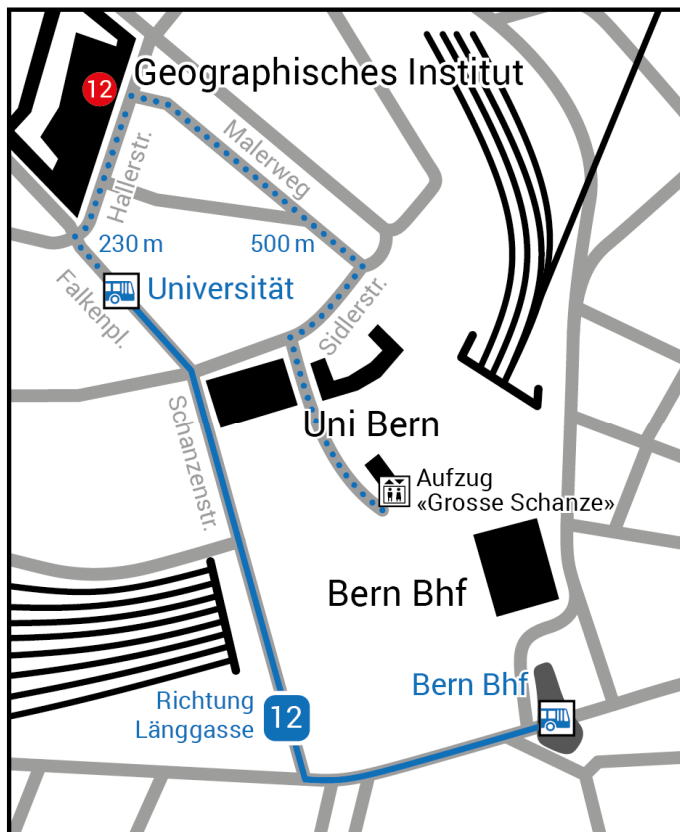 12
Geographisches Institut
Hallerstr.
Malerweg
230 m
500 m
Universität
Falkenpl.
Sidlerstr.
Schanzenstr.
Uni Bern
Aufzug
«Grosse Schanze»
Bern Bhf
Bern Bhf
Richtung
Länggasse
12